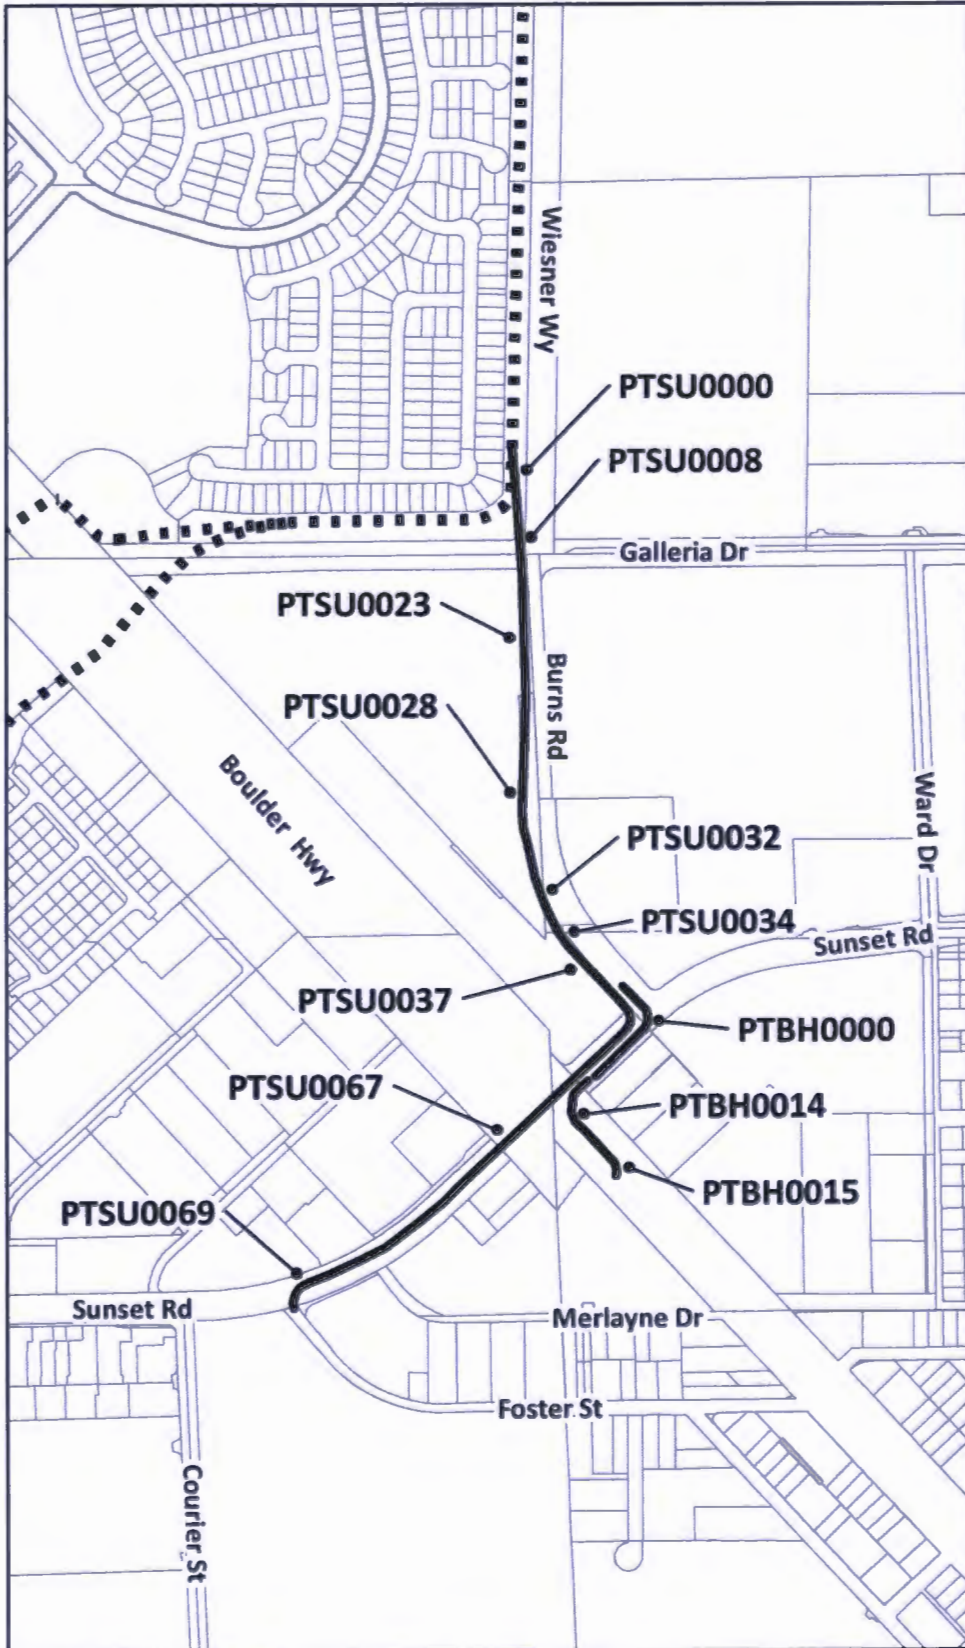 Wiesner Wy
PTSU0000
PTSU0008
Galleria Dr
PTSU0023
Burns Rd
PTSU0028
Boulder Hwy
Ward Dr
PTSU0032
PTSU0034
Sunset Rd
PTSU0037
PTBH0000
PTSU0067
PTBH0014
PTBH0015
PTSU0069
Sunset Rd
Merlayne Dr
Foster St
Courier St